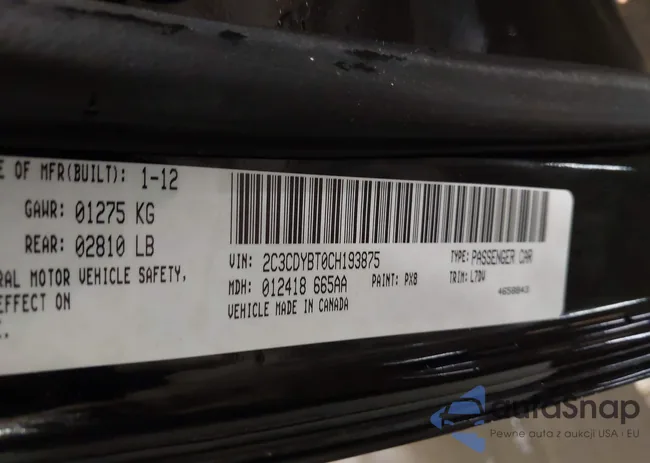 E OF MFR(BUILT): 1-12
GAWR: 01275 KG
REAR: 02810 LB
RAL MOTOR VEHICLE SAFETY,
EFFECT ON
VIN: 2C3CDYBT0CH193875
TYPE: PASSENGER CAR
MDH: 012418 665AA
PAINT: PX8
TRIM: L7DV
VEHICLE MADE IN CANADA
autaSnap
Pewne auta z aukcji USA i EU